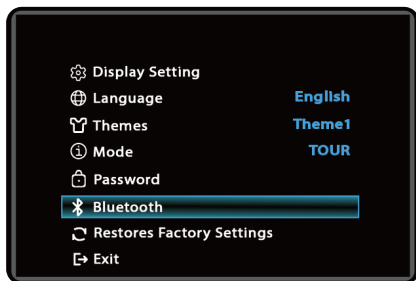 Display Setting
Language English
Themes Theme1
Mode TOUR
Password
Bluetooth
Restores Factory Settings
Exit